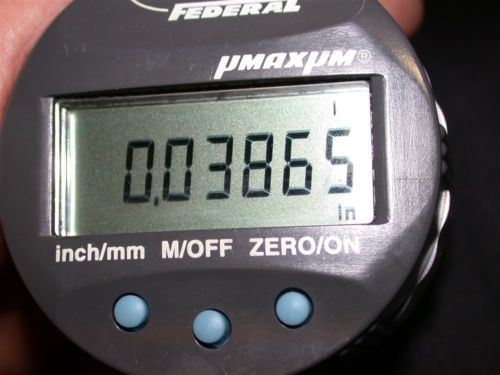 FEDERAL
µMAXµM®
0.03865
in
inch/mm M/OFF ZERO/ON